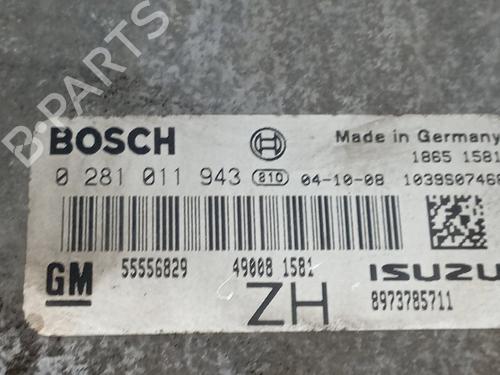 B-PARTS
BOSCH
Made in Germany
1865 1581
0 281 011 943 810 04-10-08 1039S0746
55556829 49008 1581
GM ISUZU
ZH 8973785711